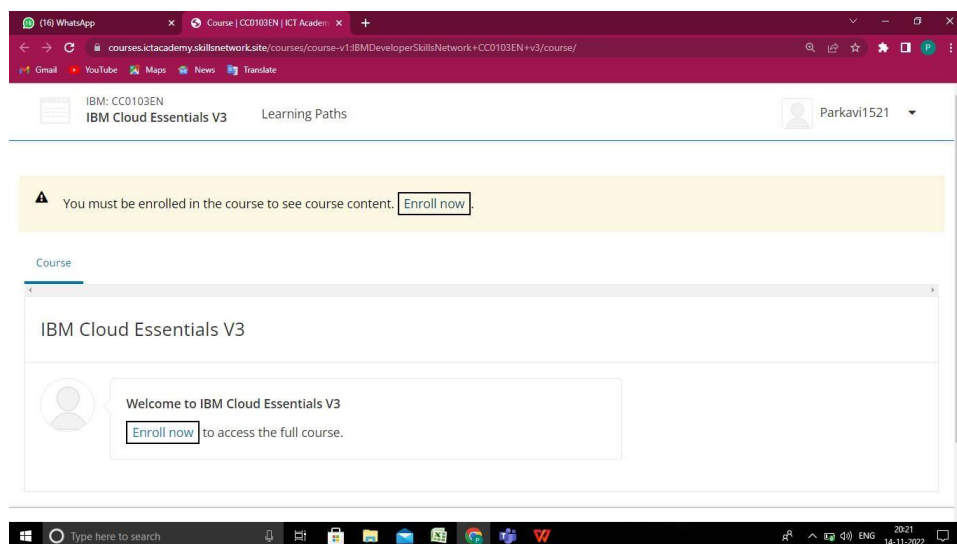 (16) WhatsApp
Course | CC0103EN | ICT Academ
courses.ictacademy.skillsnetwork.site/courses/course-v1:IBMDeveloperSkillsNetwork+CC0103EN+v3/course/
P
Gmail YouTube Maps News Translate
IBM: CC0103EN
IBM Cloud Essentials V3
Learning Paths
Parkavi1521
You must be enrolled in the course to see course content. Enroll now.
Course
IBM Cloud Essentials V3
Welcome to IBM Cloud Essentials V3
Enroll now to access the full course.
Type here to search
ENG
20:21
14-11-2022